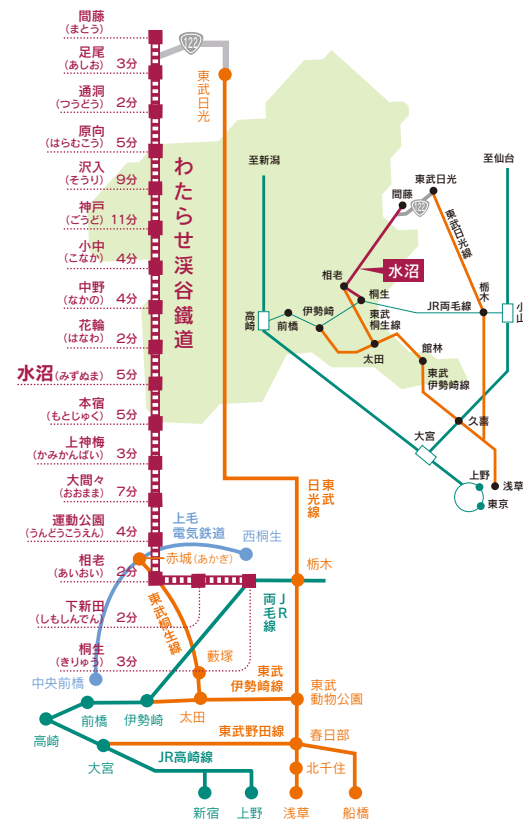 間藤
(まとう)
足尾
(あしお)
3分
通洞
(つうどう)
2分
原向
(はらむこう)
5分
沢入
(そうり)
9分
神戸
(ごうど)
11分
小中
(こなか)
4分
中野
(なかの)
4分
花輪
(はなわ)
2分
水沼(みずぬま)
5分
本宿
(もとじゅく)
5分
上神梅
(かみかんばい)
3分
大間々
(おおまま)
7分
運動公園
(うんどうこうえん)
4分
相老
(あいおい)
2分
下新田
(しもしんでん)
2分
桐生
(きりゅう)
3分
122
東武日光
わたらせ渓谷鐵道
上毛
電気鉄道
西桐生
赤城(あかぎ)
中央前橋
東武桐生線
東武
日光線
栃木
JR
両毛線
藪塚
東武
伊勢崎線
東武
動物公園
太田
伊勢崎
前橋
高崎
大宮
東武野田線
春日部
JR高崎線
北千住
新宿
上野
浅草
船橋
至新潟
至仙台
東武日光
間藤
122
東武日光線
水沼
相老
桐生
JR両毛線
栃木
小山
高崎
前橋
伊勢崎
東武
桐生線
太田
館林
東武
伊勢崎線
久喜
大宮
上野
浅草
東京